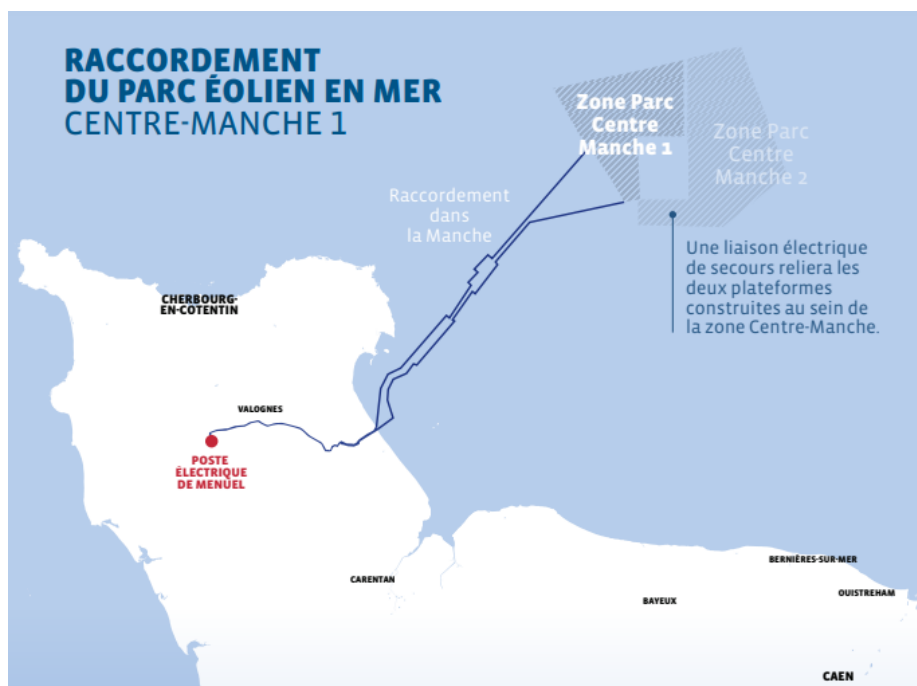 RACCORDEMENT
DU PARC ÉOLIEN EN MER
CENTRE-MANCHE 1
Zone Parc
Centre
Manche 1
Zone Parc
Centre
Manche 2
Raccordement
dans
la Manche
Une liaison électrique
de secours reliera les
deux plateformes
construites au sein de
la zone Centre-Manche.
CHERBOURG-
EN-COTENTIN
VALOGNES
POSTE
ÉLECTRIQUE
DE MENUEL
CARENTAN
BERNIÈRES-SUR-MER
OUISTREHAM
BAYEUX
CAEN